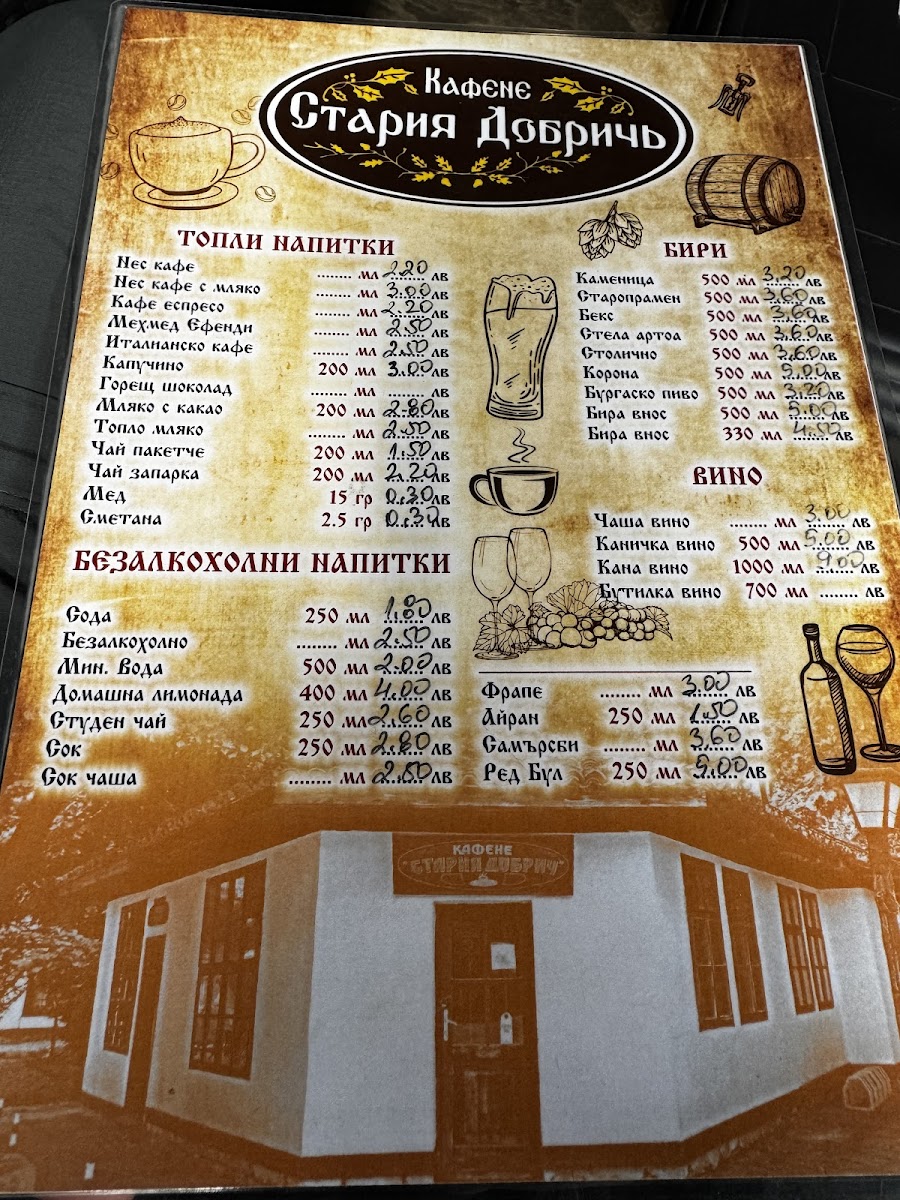 Кафене
Стария Добричь
ТОПЛИ НАПИТКИ
Нес кафе ........ мл 2.20 лв
Нес кафе с мляко ........ мл 3.00 лв
Кафе еспресо ........ мл 2.20 лв
Мехмед Ефенди ........ мл 2.50 лв
Италианско кафе ........ мл 2.50 лв
Капучино 200 мл 3.00 лв
Горещ шоколад ........ мл ........ лв
Мляко с какао 200 мл 2.80 лв
Топло мляко ........ мл 2.50 лв
Чай пакетче 200 мл 1.50 лв
Чай запарка 200 мл 2.20 лв
Мед 15 гр 0.30 лв
Сметана 2.5 гр 0.30 лв
БЕЗАЛКОХОЛНИ НАПИТКИ
Сода 250 мл 1.80 лв
Безалкохолно ........ мл 2.50 лв
Мин. Вода 500 мл 2.00 лв
Домашна лимонада 400 мл 4.00 лв
Студен чай 250 мл 2.60 лв
Сок 250 мл 2.80 лв
Сок чаша ........ мл 2.50 лв
БИРИ
Каменица 500 мл 3.20 лв
Старопрамен 500 мл 3.60 лв
Бекс 500 мл 3.60 лв
Стела артоа 500 мл 3.60 лв
Столично 500 мл 3.60 лв
Корона 500 мл 5.00 лв
Бургаско пиво 500 мл 3.20 лв
Бира внос 500 мл 5.00 лв
Бира внос 330 мл 4.50 лв
ВИНО
Чаша вино ........ мл 3.00 лв
Каничка вино 500 мл 5.00 лв
Кана вино 1000 мл 9.00 лв
Бутилка вино 700 мл ........ лв
Фрапе ........ мл 3.00 лв
Айран 250 мл 1.50 лв
Самърсби ........ мл 3.60 лв
Ред Бул 250 мл 5.00 лв
КАФЕНЕ
"СТАРИЯ ДОБРИЧ"